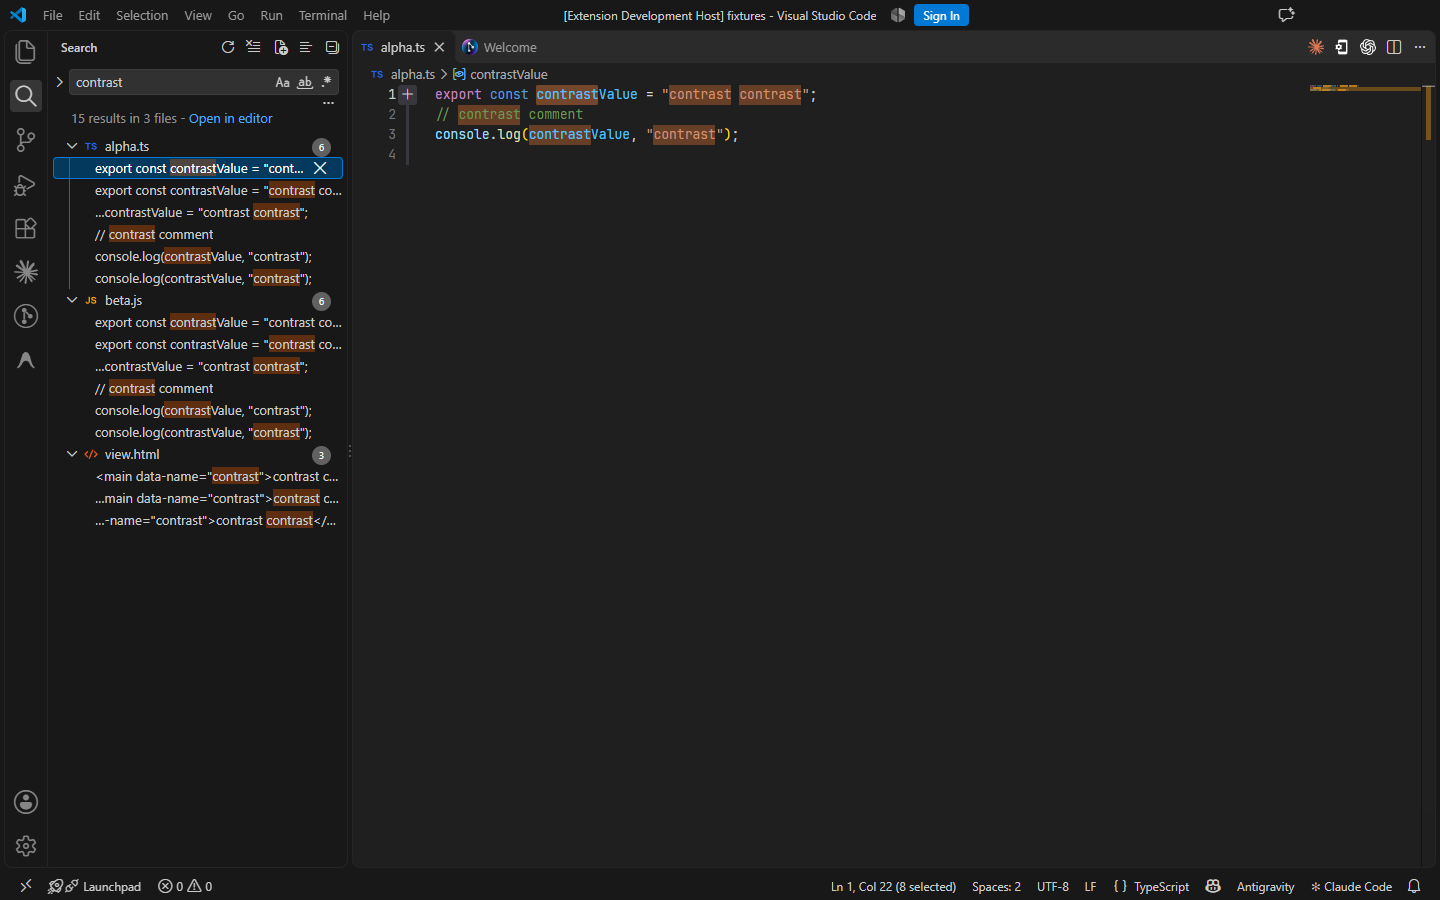 File Edit Selection View Go Run Terminal Help
[Extension Development Host] fixtures - Visual Studio Code
Sign In
Search
contrast
Aa ab .*
15 results in 3 files - Open in editor
TS alpha.ts 6
export const contrastValue = "cont...
export const contrastValue = "contrast co...
...contrastValue = "contrast contrast";
// contrast comment
console.log(contrastValue, "contrast");
console.log(contrastValue, "contrast");
JS beta.js 6
export const contrastValue = "contrast co...
export const contrastValue = "contrast co...
...contrastValue = "contrast contrast";
// contrast comment
console.log(contrastValue, "contrast");
console.log(contrastValue, "contrast");
</> view.html 3
<main data-name="contrast">contrast c...
...main data-name="contrast">contrast c...
...-name="contrast">contrast contrast</...
TS alpha.ts Welcome
TS alpha.ts > contrastValue
1 export const contrastValue = "contrast contrast";
2 // contrast comment
3 console.log(contrastValue, "contrast");
4
Launchpad 0 0
Ln 1, Col 22 (8 selected) Spaces: 2 UTF-8 LF { } TypeScript Antigravity Claude Code